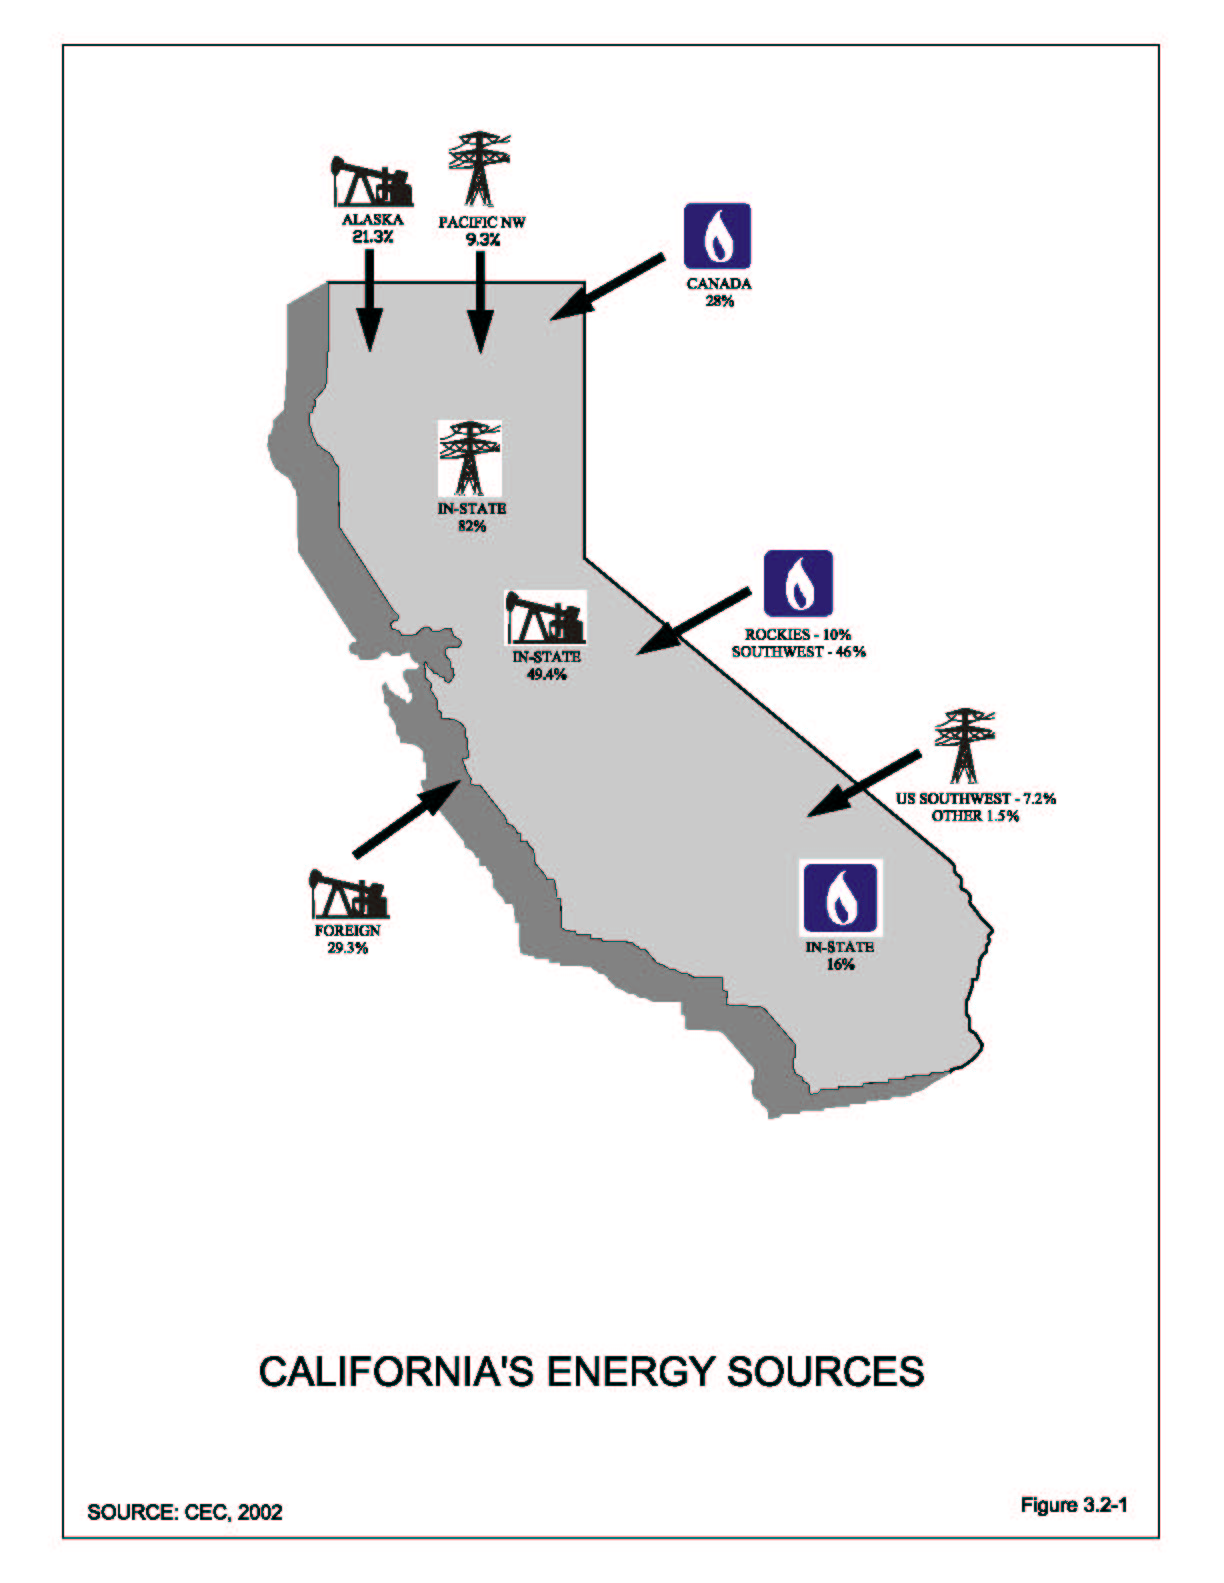 ALASKA
21.3%
PACIFIC NW
9.3%
CANADA
28%
IN-STATE
82%
IN-STATE
49.4%
ROCKIES - 10%
SOUTHWEST - 46%
US SOUTHWEST - 7.2%
OTHER 1.5%
FOREIGN
29.3%
IN-STATE
16%
CALIFORNIA'S ENERGY SOURCES
SOURCE: CEC, 2002
Figure 3.2-1